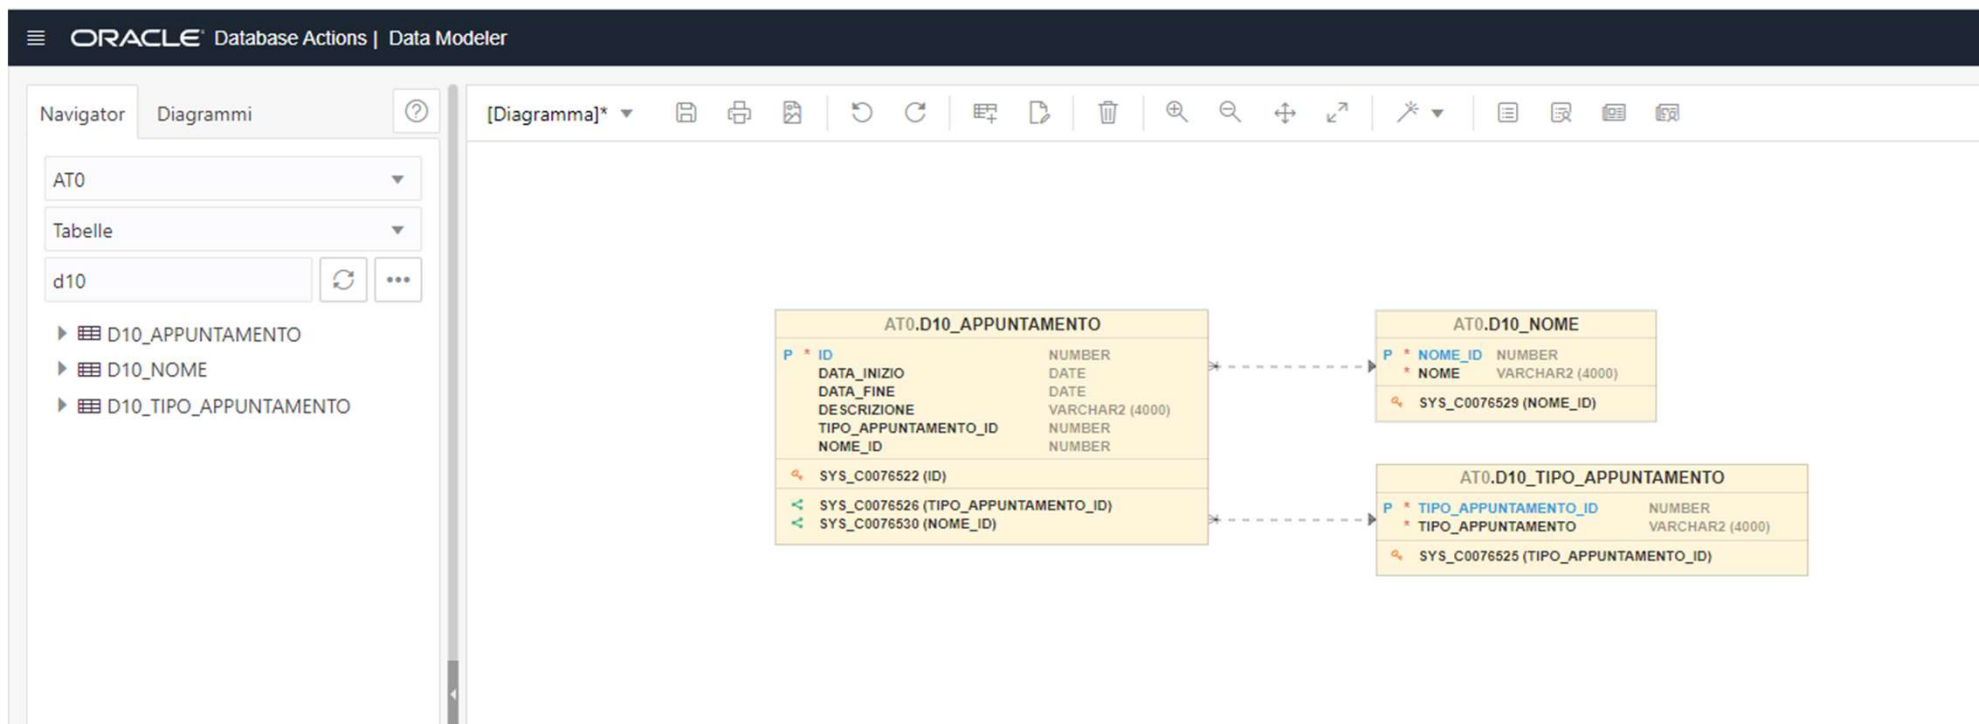 ORACLE Database Actions | Data Modeler
Navigator
Diagrammi
[Diagramma]*
AT0
Tabelle
d10
D10_APPUNTAMENTO
D10_NOME
D10_TIPO_APPUNTAMENTO
AT0.D10_APPUNTAMENTO
P * ID NUMBER
DATA_INIZIO DATE
DATA_FINE DATE
DESCRIZIONE VARCHAR2 (4000)
TIPO_APPUNTAMENTO_ID NUMBER
NOME_ID NUMBER
SYS_C0076522 (ID)
SYS_C0076526 (TIPO_APPUNTAMENTO_ID)
SYS_C0076530 (NOME_ID)
AT0.D10_NOME
P * NOME_ID NUMBER
* NOME VARCHAR2 (4000)
SYS_C0076529 (NOME_ID)
AT0.D10_TIPO_APPUNTAMENTO
P * TIPO_APPUNTAMENTO_ID NUMBER
* TIPO_APPUNTAMENTO VARCHAR2 (4000)
SYS_C0076525 (TIPO_APPUNTAMENTO_ID)